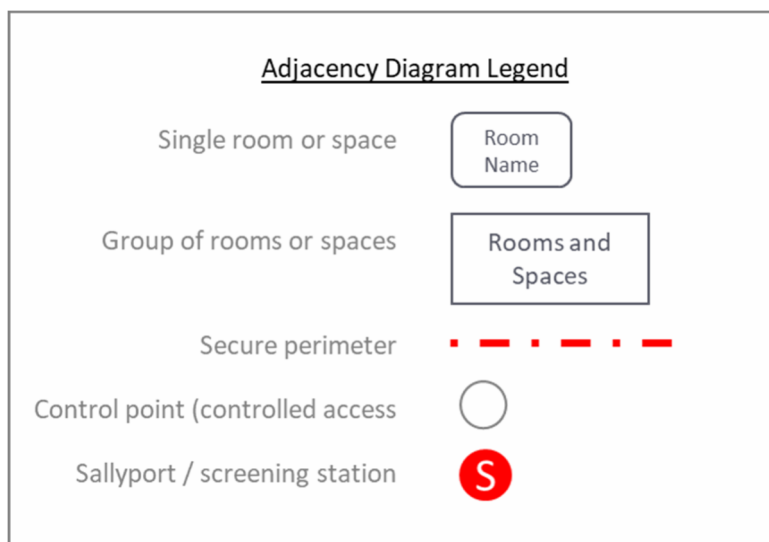 Adjacency Diagram Legend
Single room or space
Room
Name
Group of rooms or spaces
Rooms and
Spaces
Secure perimeter
Control point (controlled access
Sallyport / screening station
S